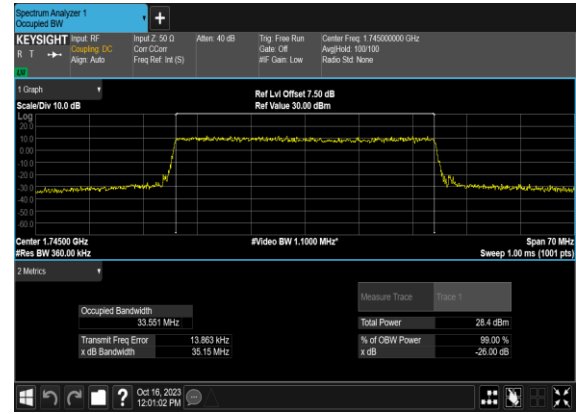 Spectrum Analyzer 1
Occupied BW
+
KEYSIGHT Input: RF Input Z: 50 Ω Atten: 40 dB Trig: Free Run Center Freq: 1.745000000 GHz
R T Coupling: DC Corr CCorr Gate: Off Avg|Hold: 100/100
Align: Auto Freq Ref: Int (S) #IF Gain: Low Radio Std: None
LV
1 Graph
Ref Lvl Offset 7.50 dB
Scale/Div 10.0 dB Ref Value 30.00 dBm
Log
20.0
10.0
0.00
-10.0
-20.0
-30.0
-40.0
-50.0
-60.0
Center 1.74500 GHz #Video BW 1.1000 MHz* Span 70 MHz
#Res BW 360.00 kHz Sweep 1.00 ms (1001 pts)
2 Metrics
Measure Trace Trace 1
Occupied Bandwidth
33.551 MHz Total Power 28.4 dBm
Transmit Freq Error 13.863 kHz % of OBW Power 99.00 %
x dB Bandwidth 35.15 MHz x dB -26.00 dB
? Oct 16, 2023
12:01:02 PM